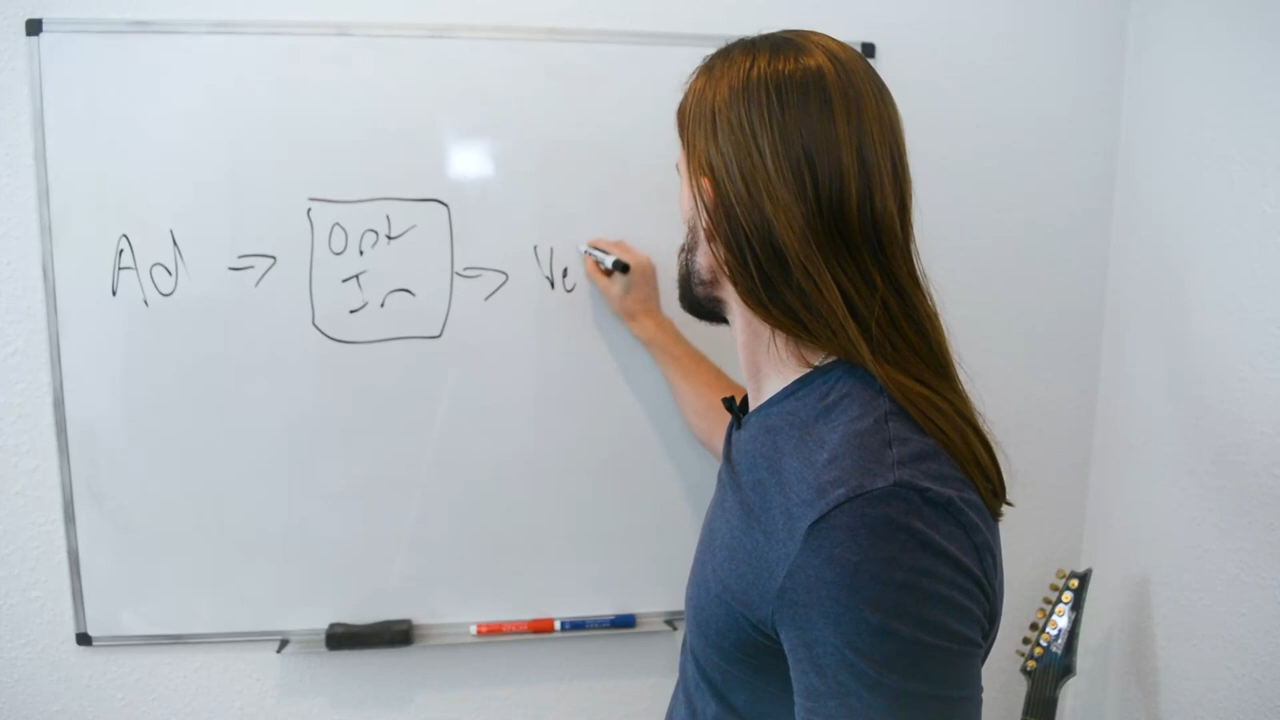 Ad → Opt → Ve
In